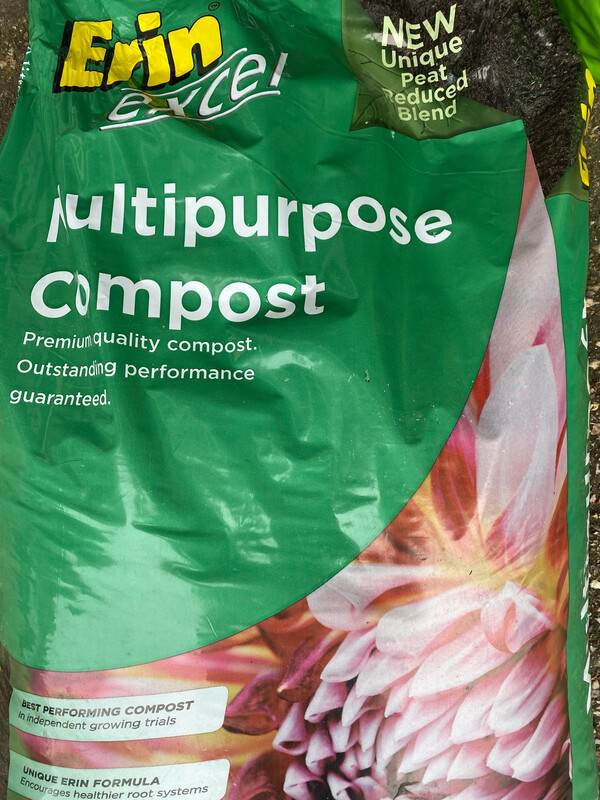 Erin
excel
NEW
Unique
Peat
Reduced
Blend
Multipurpose
compost
Premium quality compost.
Outstanding performance
guaranteed.
BEST PERFORMING COMPOST
in independent growing trials
UNIQUE ERIN FORMULA
Encourages healthier root systems